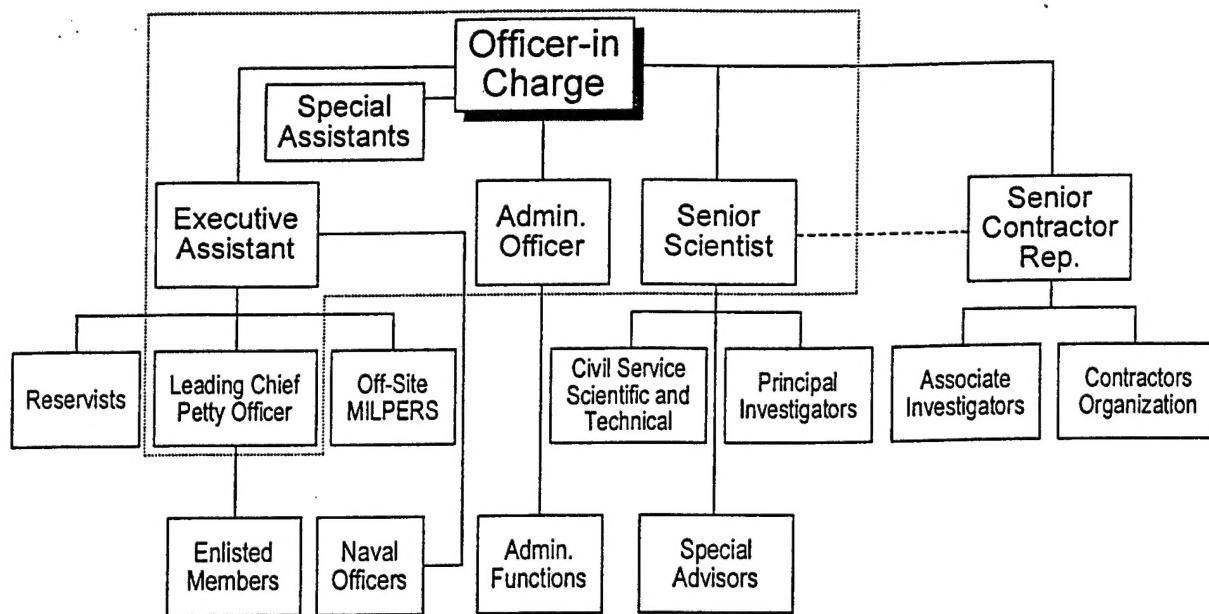 Officer-in
Charge
Special
Assistants
Executive
Assistant
Admin.
Officer
Senior
Scientist
Senior
Contractor
Rep.
Reservists
Leading Chief
Petty Officer
Off-Site
MILPERS
Civil Service
Scientific and
Technical
Principal
Investigators
Associate
Investigators
Contractors
Organization
Enlisted
Members
Naval
Officers
Admin.
Functions
Special
Advisors